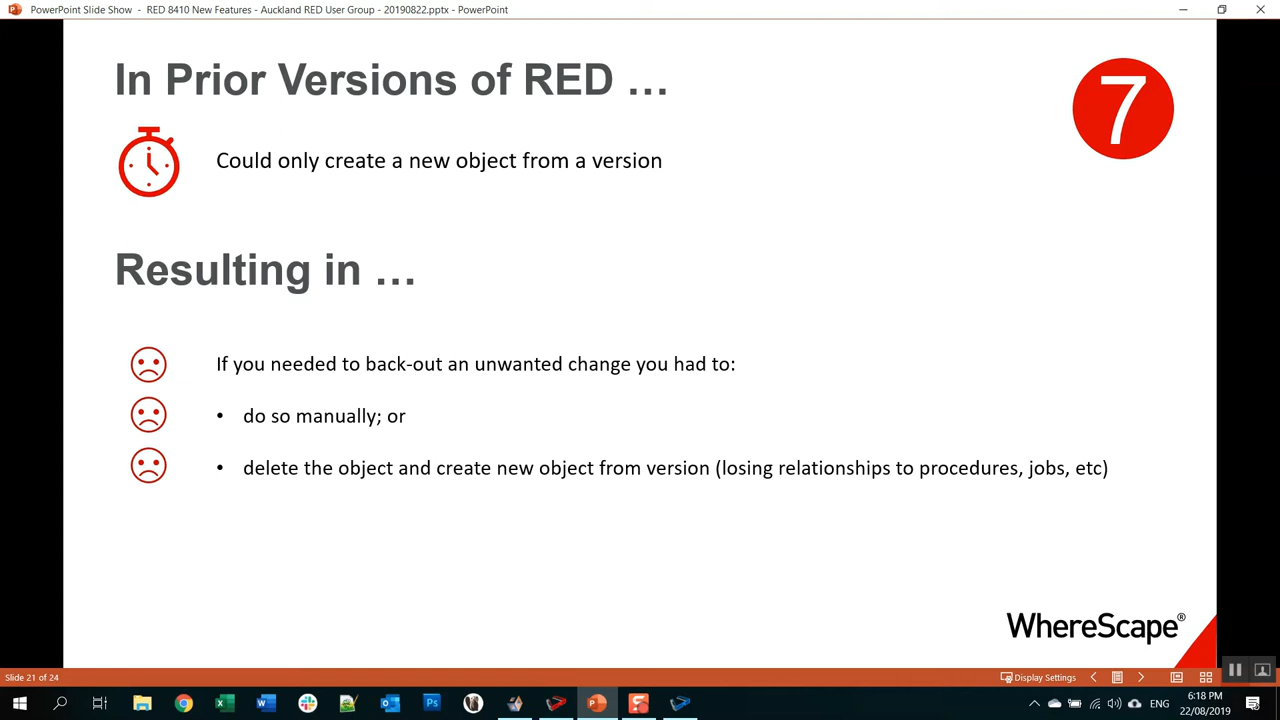 PowerPoint Slide Show - RED 8410 New Features - Auckland RED User Group - 20190822.pptx - PowerPoint
In Prior Versions of RED …
7
Could only create a new object from a version
Resulting in …
If you needed to back-out an unwanted change you had to:
• do so manually; or
• delete the object and create new object from version (losing relationships to procedures, jobs, etc)
WhereScape®
Slide 21 of 24
Display Settings
6:18 PM
ENG
22/08/2019